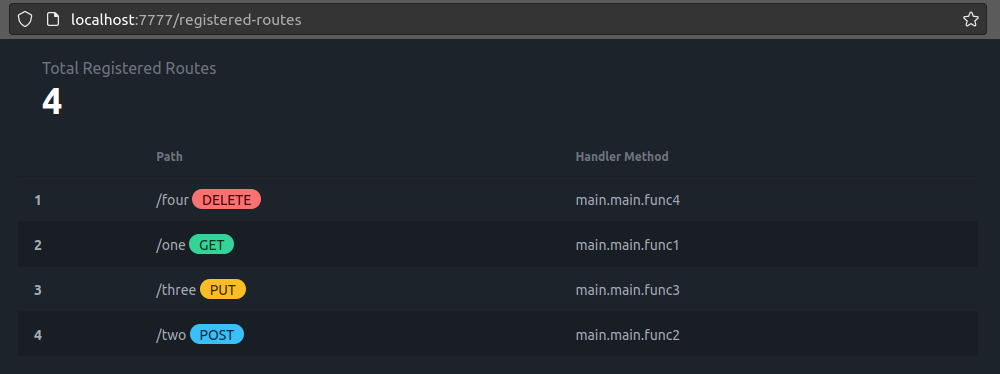 localhost:7777/registered-routes
Total Registered Routes
4
Path Handler Method
1 /four DELETE main.main.func4
2 /one GET main.main.func1
3 /three PUT main.main.func3
4 /two POST main.main.func2